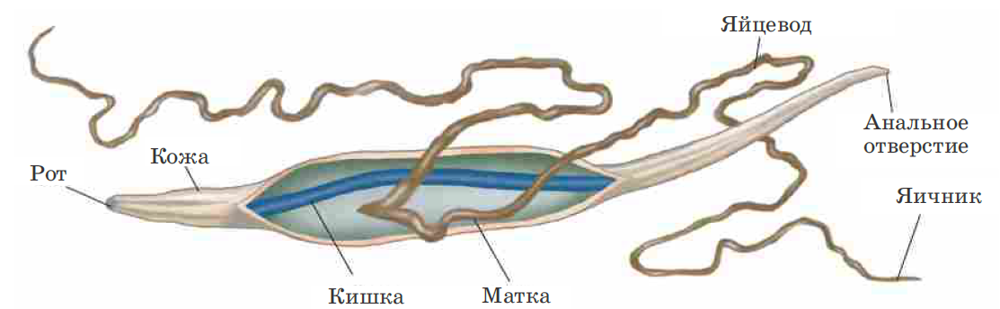 Яйцевод
Анальное
отверстие
Кожа
Рот
Яичник
Кишка
Матка